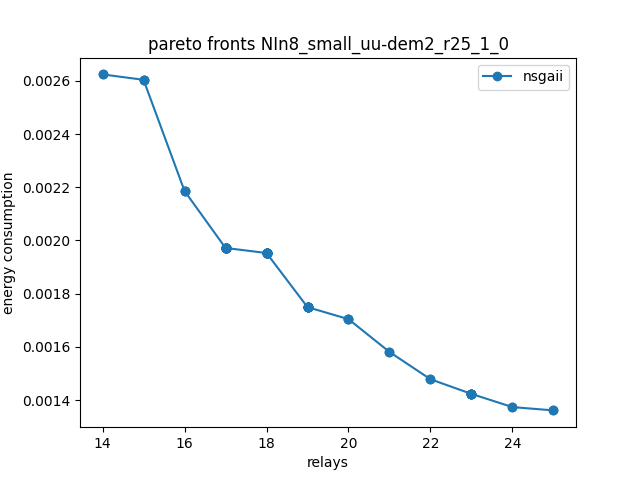 pareto fronts NIn8_small_uu-dem2_r25_1_0
nsgaii
energy consumption
0.0026
0.0024
0.0022
0.0020
0.0018
0.0016
0.0014
14 16 18 20 22 24
relays